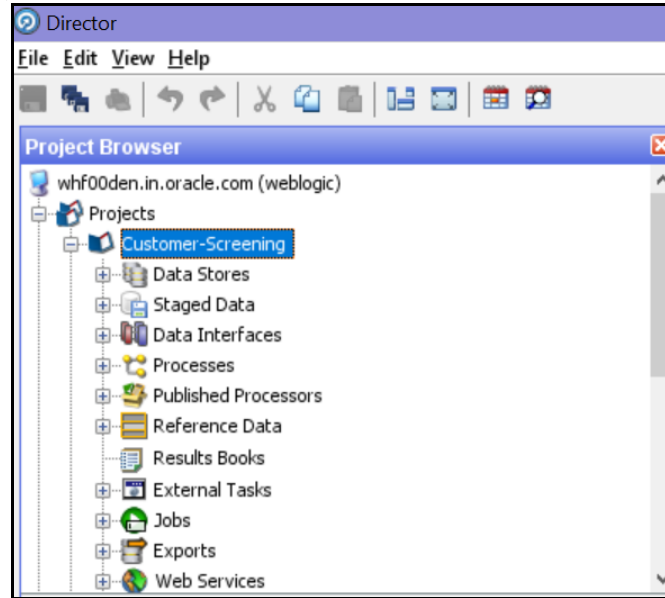 Director
File Edit View Help
Project Browser
whf00den.in.oracle.com (weblogic)
Projects
Customer-Screening
Data Stores
Staged Data
Data Interfaces
Processes
Published Processors
Reference Data
Results Books
External Tasks
Jobs
Exports
Web Services